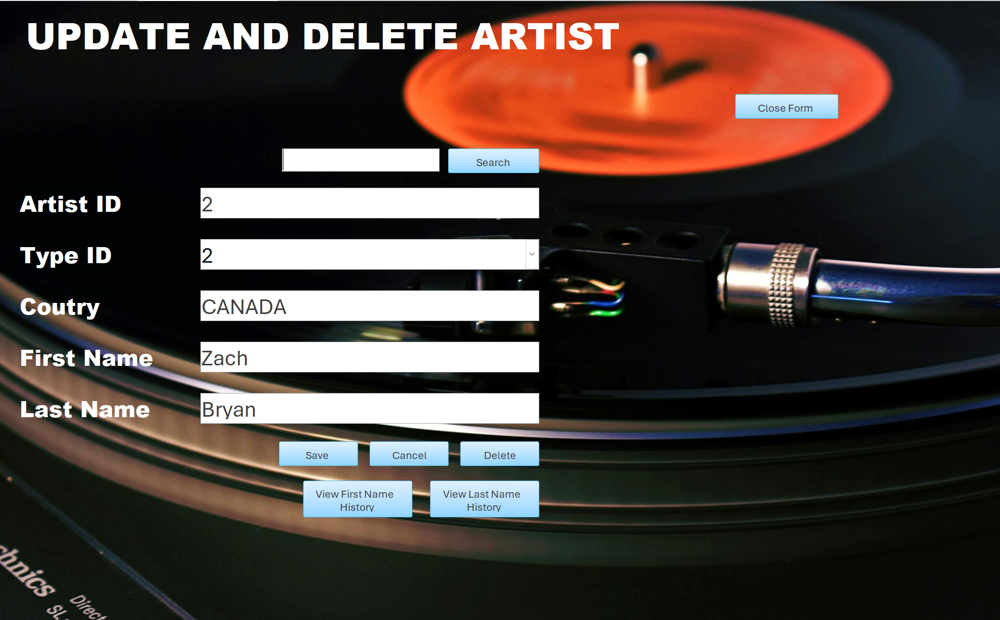 UPDATE AND DELETE ARTIST
Close Form
Search
Artist ID
2
Type ID
2
Coutry
CANADA
First Name
Zach
Last Name
Bryan
Save
Cancel
Delete
View First Name
History
View Last Name
History
chnics
Direct
SL